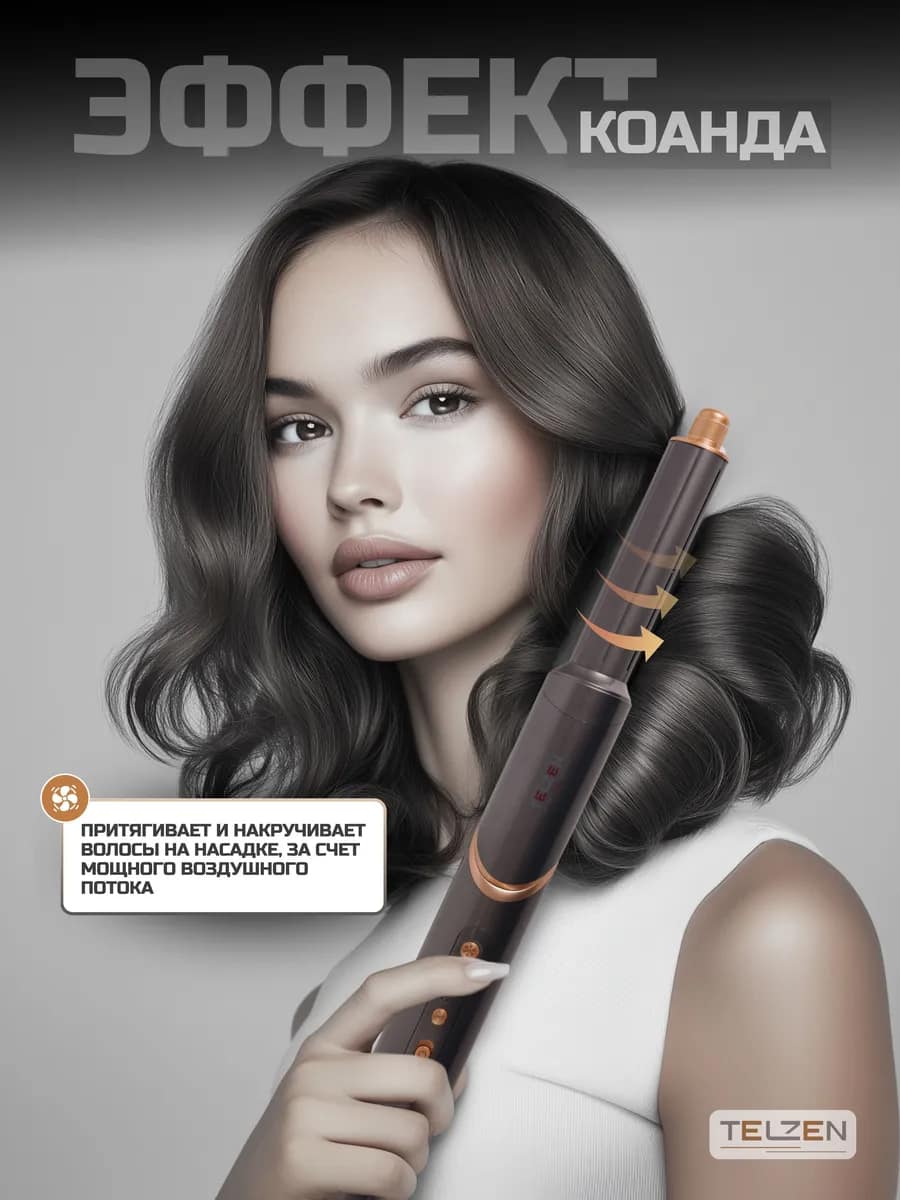 ЭФФЕКТ
КОАНДА
ПРИТЯГИВАЕТ И НАКРУЧИВАЕТ
ВОЛОСЫ НА НАСАДКЕ, ЗА СЧЕТ
МОЩНОГО ВОЗДУШНОГО
ПОТОКА
TELZEN